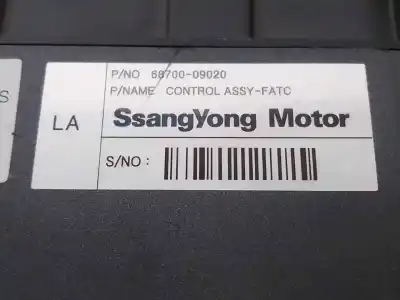 P/NO 68700-09020
P/NAME CONTROL ASSY-FATC
LA
SsangYong Motor
S/NO :
S